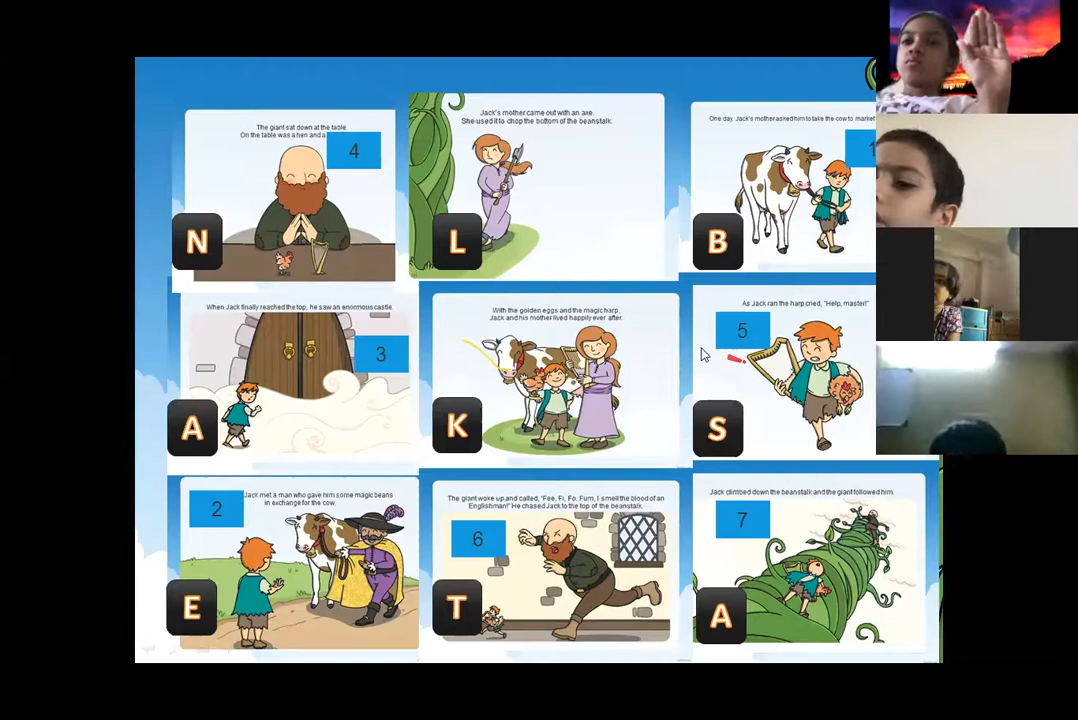 The giant sat down at the table.
On the table was a hen and a
4
N
Jack's mother came out with an axe.
She used it to chop the bottom of the beanstalk.
L
One day, Jack's mother asked him to take the cow to market
1
B
When Jack finally reached the top, he saw an enormous castle.
3
A
With the golden eggs and the magic harp,
Jack and his mother lived happily ever after.
K
As Jack ran the harp cried, "Help, master!"
5
S
Jack met a man who gave him some magic beans
in exchange for the cow.
2
E
The giant woke up and called, "Fee, Fi, Fo, Fum, I smell the blood of an
Englishman!" He chased Jack to the top of the beanstalk.
6
T
Jack climbed down the beanstalk and the giant followed him.
7
A